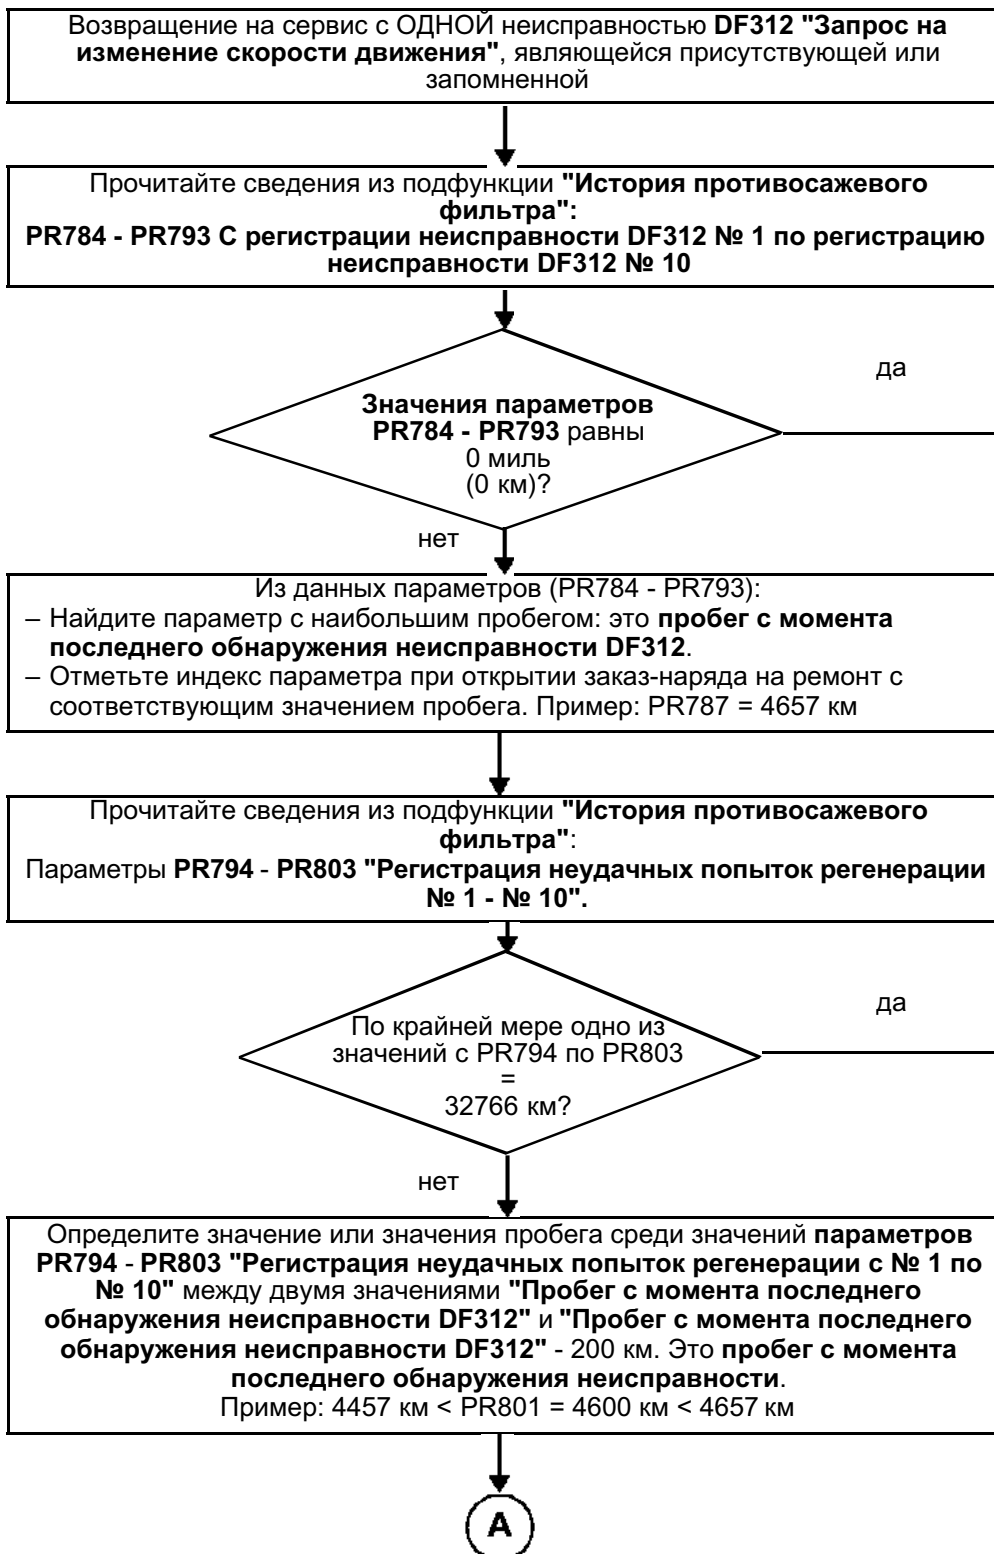 Возвращение на сервис с ОДНОЙ неисправностью DF312 "Запрос на
изменение скорости движения", являющейся присутствующей или
запомненной
Прочитайте сведения из подфункции "История противосажевого
фильтра":
PR784 - PR793 С регистрации неисправности DF312 № 1 по регистрацию
неисправности DF312 № 10
да
Значения параметров
PR784 - PR793 равны
0 миль
(0 км)?
нет
Из данных параметров (PR784 - PR793):
– Найдите параметр с наибольшим пробегом: это пробег с момента
последнего обнаружения неисправности DF312.
– Отметьте индекс параметра при открытии заказ-наряда на ремонт с
соответствующим значением пробега. Пример: PR787 = 4657 км
Прочитайте сведения из подфункции "История противосажевого
фильтра":
Параметры PR794 - PR803 "Регистрация неудачных попыток регенерации
№ 1 - № 10".
да
По крайней мере одно из
значений с PR794 по PR803
=
32766 км?
нет
Определите значение или значения пробега среди значений параметров
PR794 - PR803 "Регистрация неудачных попыток регенерации с № 1 по
№ 10" между двумя значениями "Пробег с момента последнего
обнаружения неисправности DF312" и "Пробег с момента последнего
обнаружения неисправности DF312" - 200 км. Это пробег с момента
последнего обнаружения неисправности.
Пример: 4457 км < PR801 = 4600 км < 4657 км
A